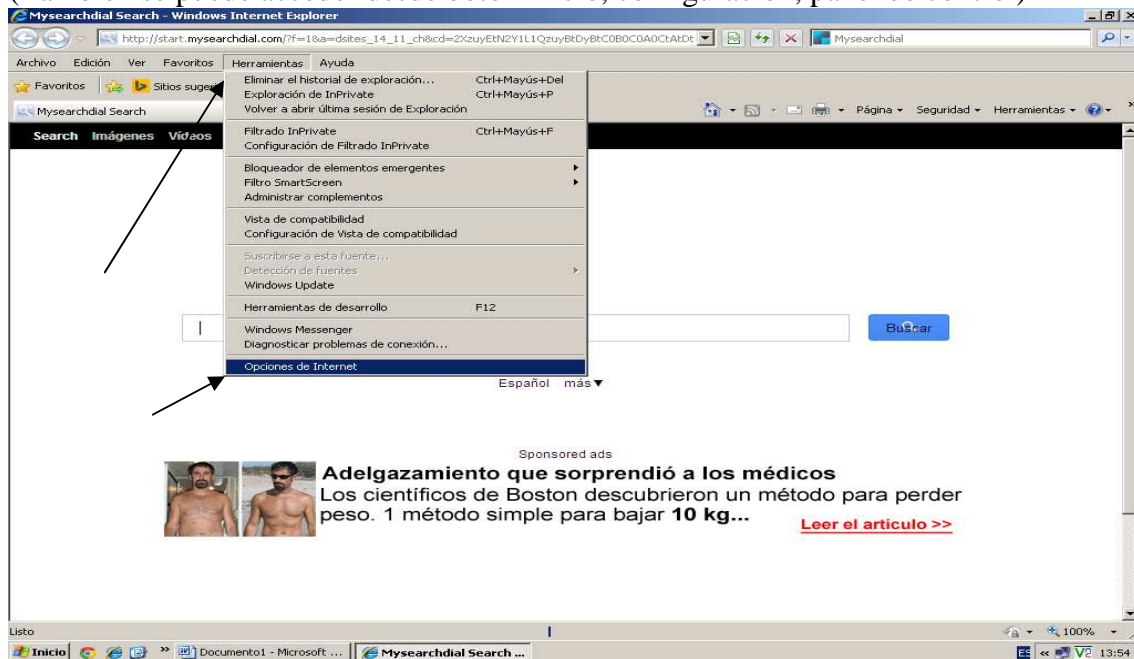 Mysearchdial Search - Windows Internet Explorer
http://start.mysearchdial.com/?f=1&a=dsites_14_11_ch&cd=2XzuyEtN2Y1L1QzuyBtDyBtC0B0C0A0CtAtDt
Mysearchdial
Archivo Edición Ver Favoritos Herramientas Ayuda
Favoritos Sitios
Mysearchdial Search
Página Seguridad Herramientas
Search Imágenes Vídeos
Eliminar el historial de exploración... Ctrl+Mayús+Del
Exploración de InPrivate Ctrl+Mayús+P
Volver a abrir última sesión de Exploración
Filtrado InPrivate Ctrl+Mayús+F
Configuración de Filtrado InPrivate
Bloqueador de elementos emergentes
Filtro SmartScreen
Administrar complementos
Vista de compatibilidad
Configuración de Vista de compatibilidad
Suscribirse a esta fuente...
Detección de fuentes
Windows Update
Herramientas de desarrollo F12
Windows Messenger
Diagnosticar problemas de conexión...
Opciones de Internet
Buscar
Español más▼
Sponsored ads
Adelgazamiento que sorprendió a los médicos
Los científicos de Boston descubrieron un método para perder
peso. 1 método simple para bajar 10 kg...
Leer el articulo >>
Listo
100%
Inicio » Documento1 - Microsoft ... Mysearchdial Search ... ES « 13:54